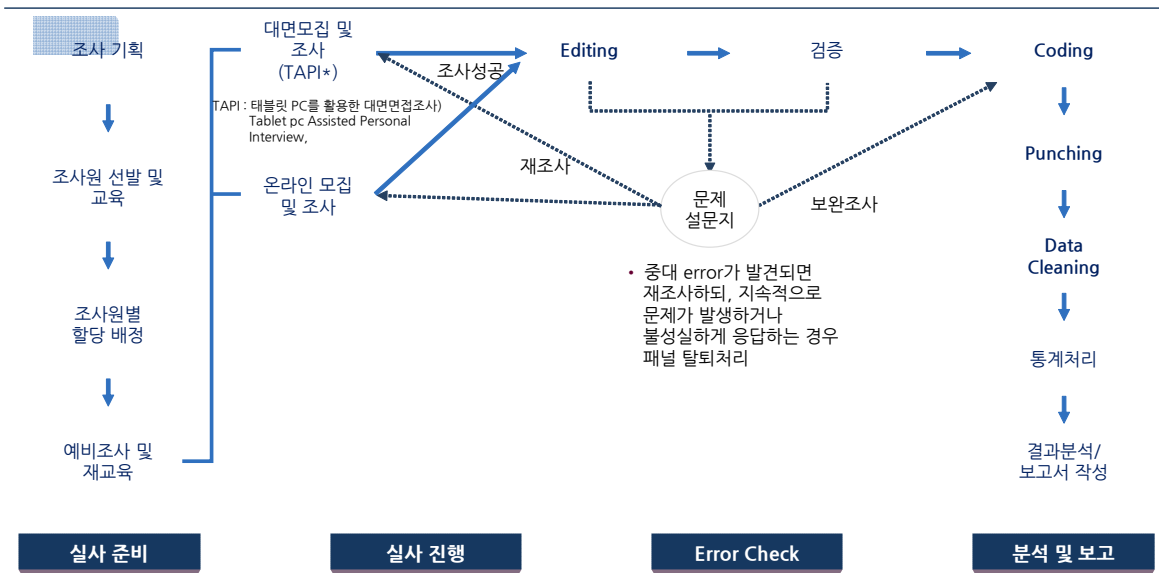 조사 기획
조사원 선발 및
교육
조사원별
할당 배정
예비조사 및
재교육
대면모집 및
조사
(TAPI*)
TAPI : 태블릿 PC를 활용한 대면면접조사)
Tablet pc Assisted Personal
Interview,
온라인 모집
및 조사
조사성공
재조사
Editing
검증
문제
설문지
보완조사
• 중대 error가 발견되면
재조사하되, 지속적으로
문제가 발생하거나
불성실하게 응답하는 경우
패널 탈퇴처리
Coding
Punching
Data
Cleaning
통계처리
결과분석/
보고서 작성
실사 준비
실사 진행
Error Check
분석 및 보고